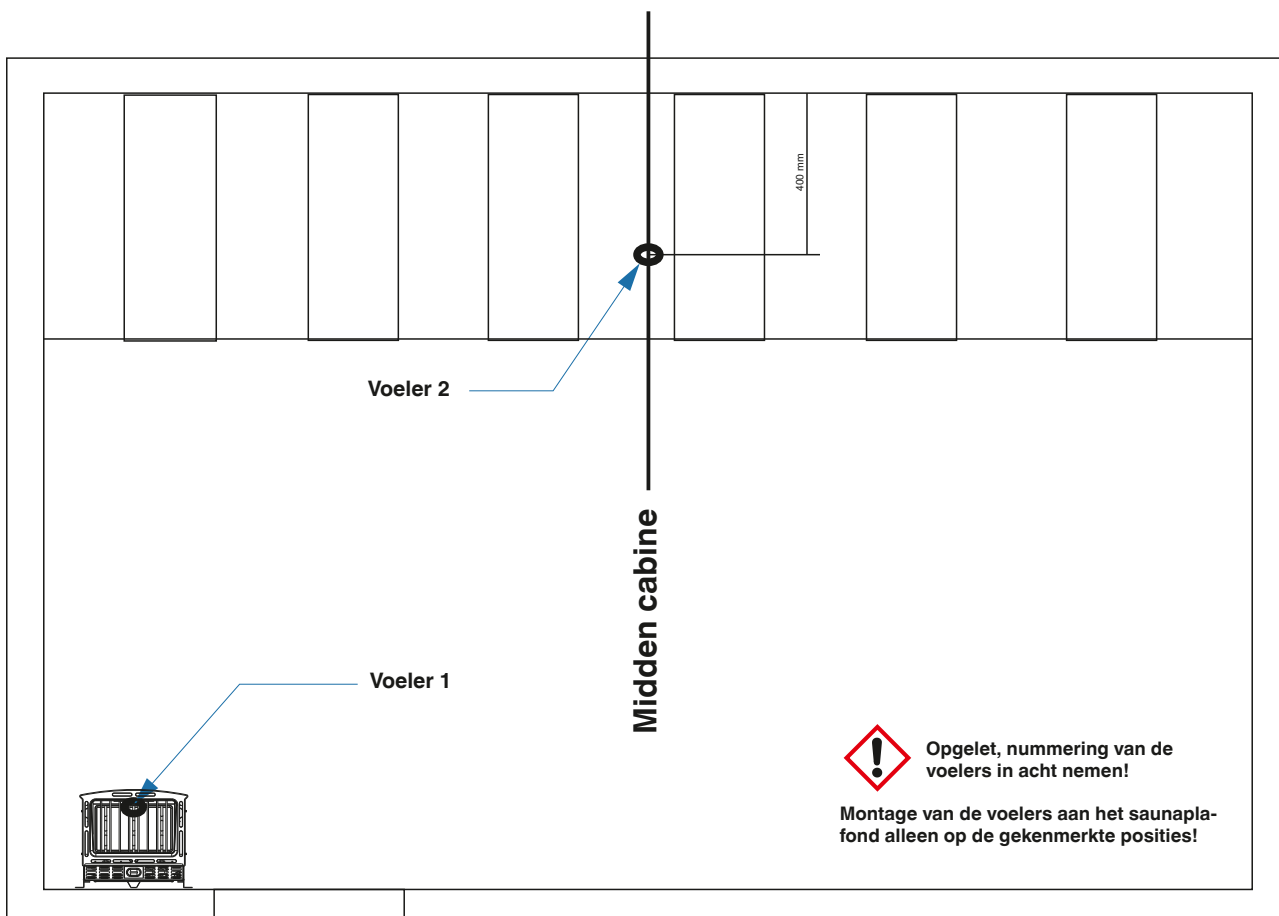 400 mm
Voeler 2
Midden cabine
Voeler 1
Opgelet, nummering van de
voelers in acht nemen!
Montage van de voelers aan het saunapla-
fond alleen op de gekenmerkte posities!